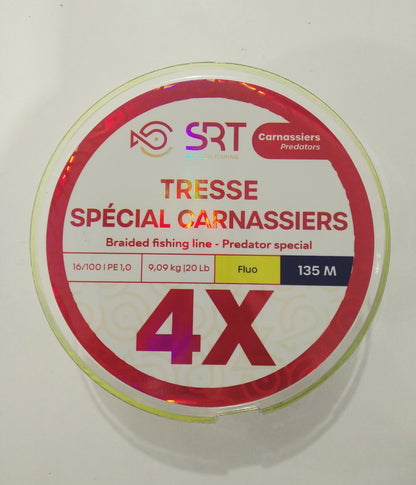 SRT
Carnassiers
Predators
TRESSE
SPÉCIAL CARNASSIERS
Braided fishing line - Predator special
16/100 | PE 1,0 9,09 kg |20 Lb Fluo 135 M
4X